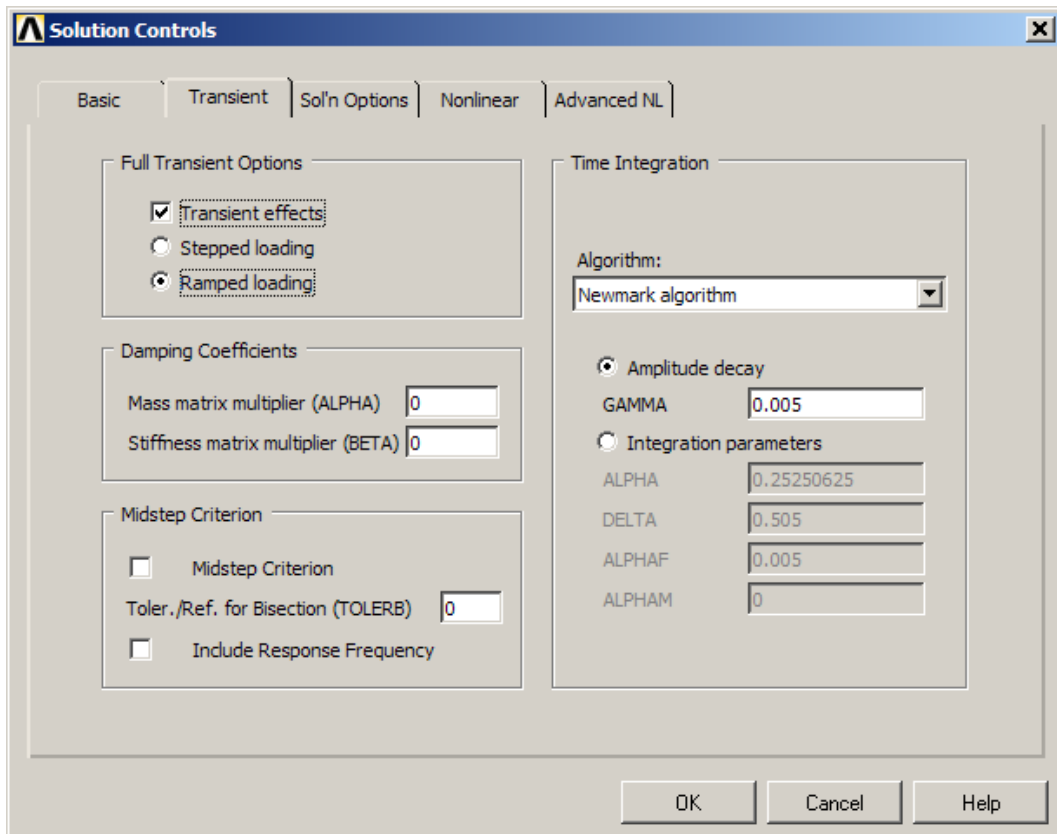 Solution Controls
Basic
Transient
Sol'n Options
Nonlinear
Advanced NL
Full Transient Options
Transient effects
Stepped loading
Ramped loading
Damping Coefficients
Mass matrix multiplier (ALPHA) 0
Stiffness matrix multiplier (BETA) 0
Midstep Criterion
Midstep Criterion
Toler./Ref. for Bisection (TOLERB) 0
Include Response Frequency
Time Integration
Algorithm:
Newmark algorithm
Amplitude decay
GAMMA 0.005
Integration parameters
ALPHA 0.25250625
DELTA 0.505
ALPHAF 0.005
ALPHAM 0
OK
Cancel
Help